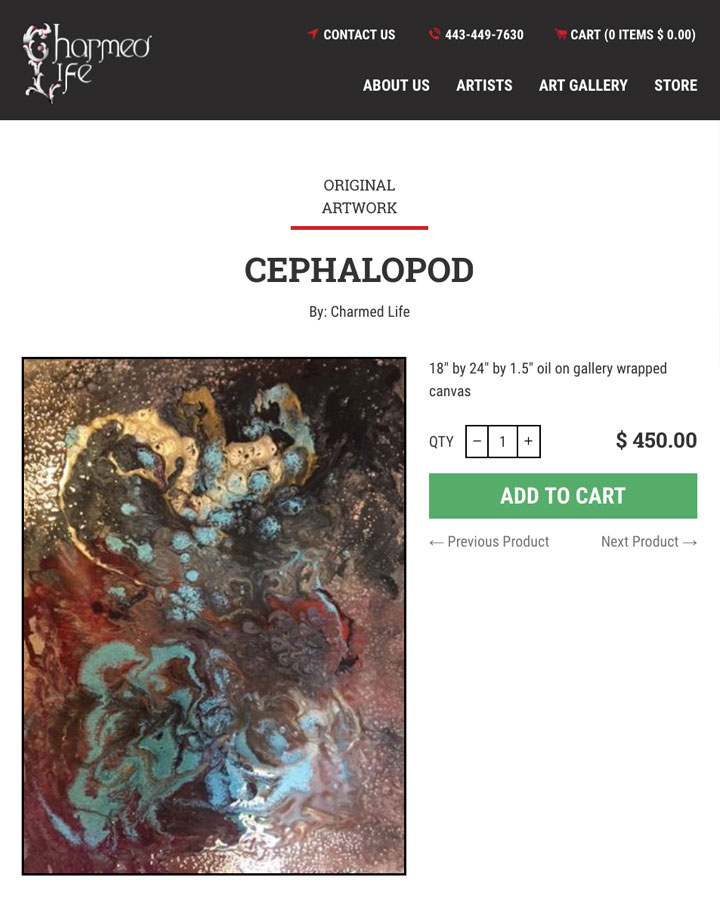 Charmed
Life
CONTACT US
443-449-7630
CART (0 ITEMS $ 0.00)
ABOUT US
ARTISTS
ART GALLERY
STORE
ORIGINAL
ARTWORK
CEPHALOPOD
By: Charmed Life
18" by 24" by 1.5" oil on gallery wrapped
canvas
QTY − 1 + $ 450.00
ADD TO CART
← Previous Product
Next Product →